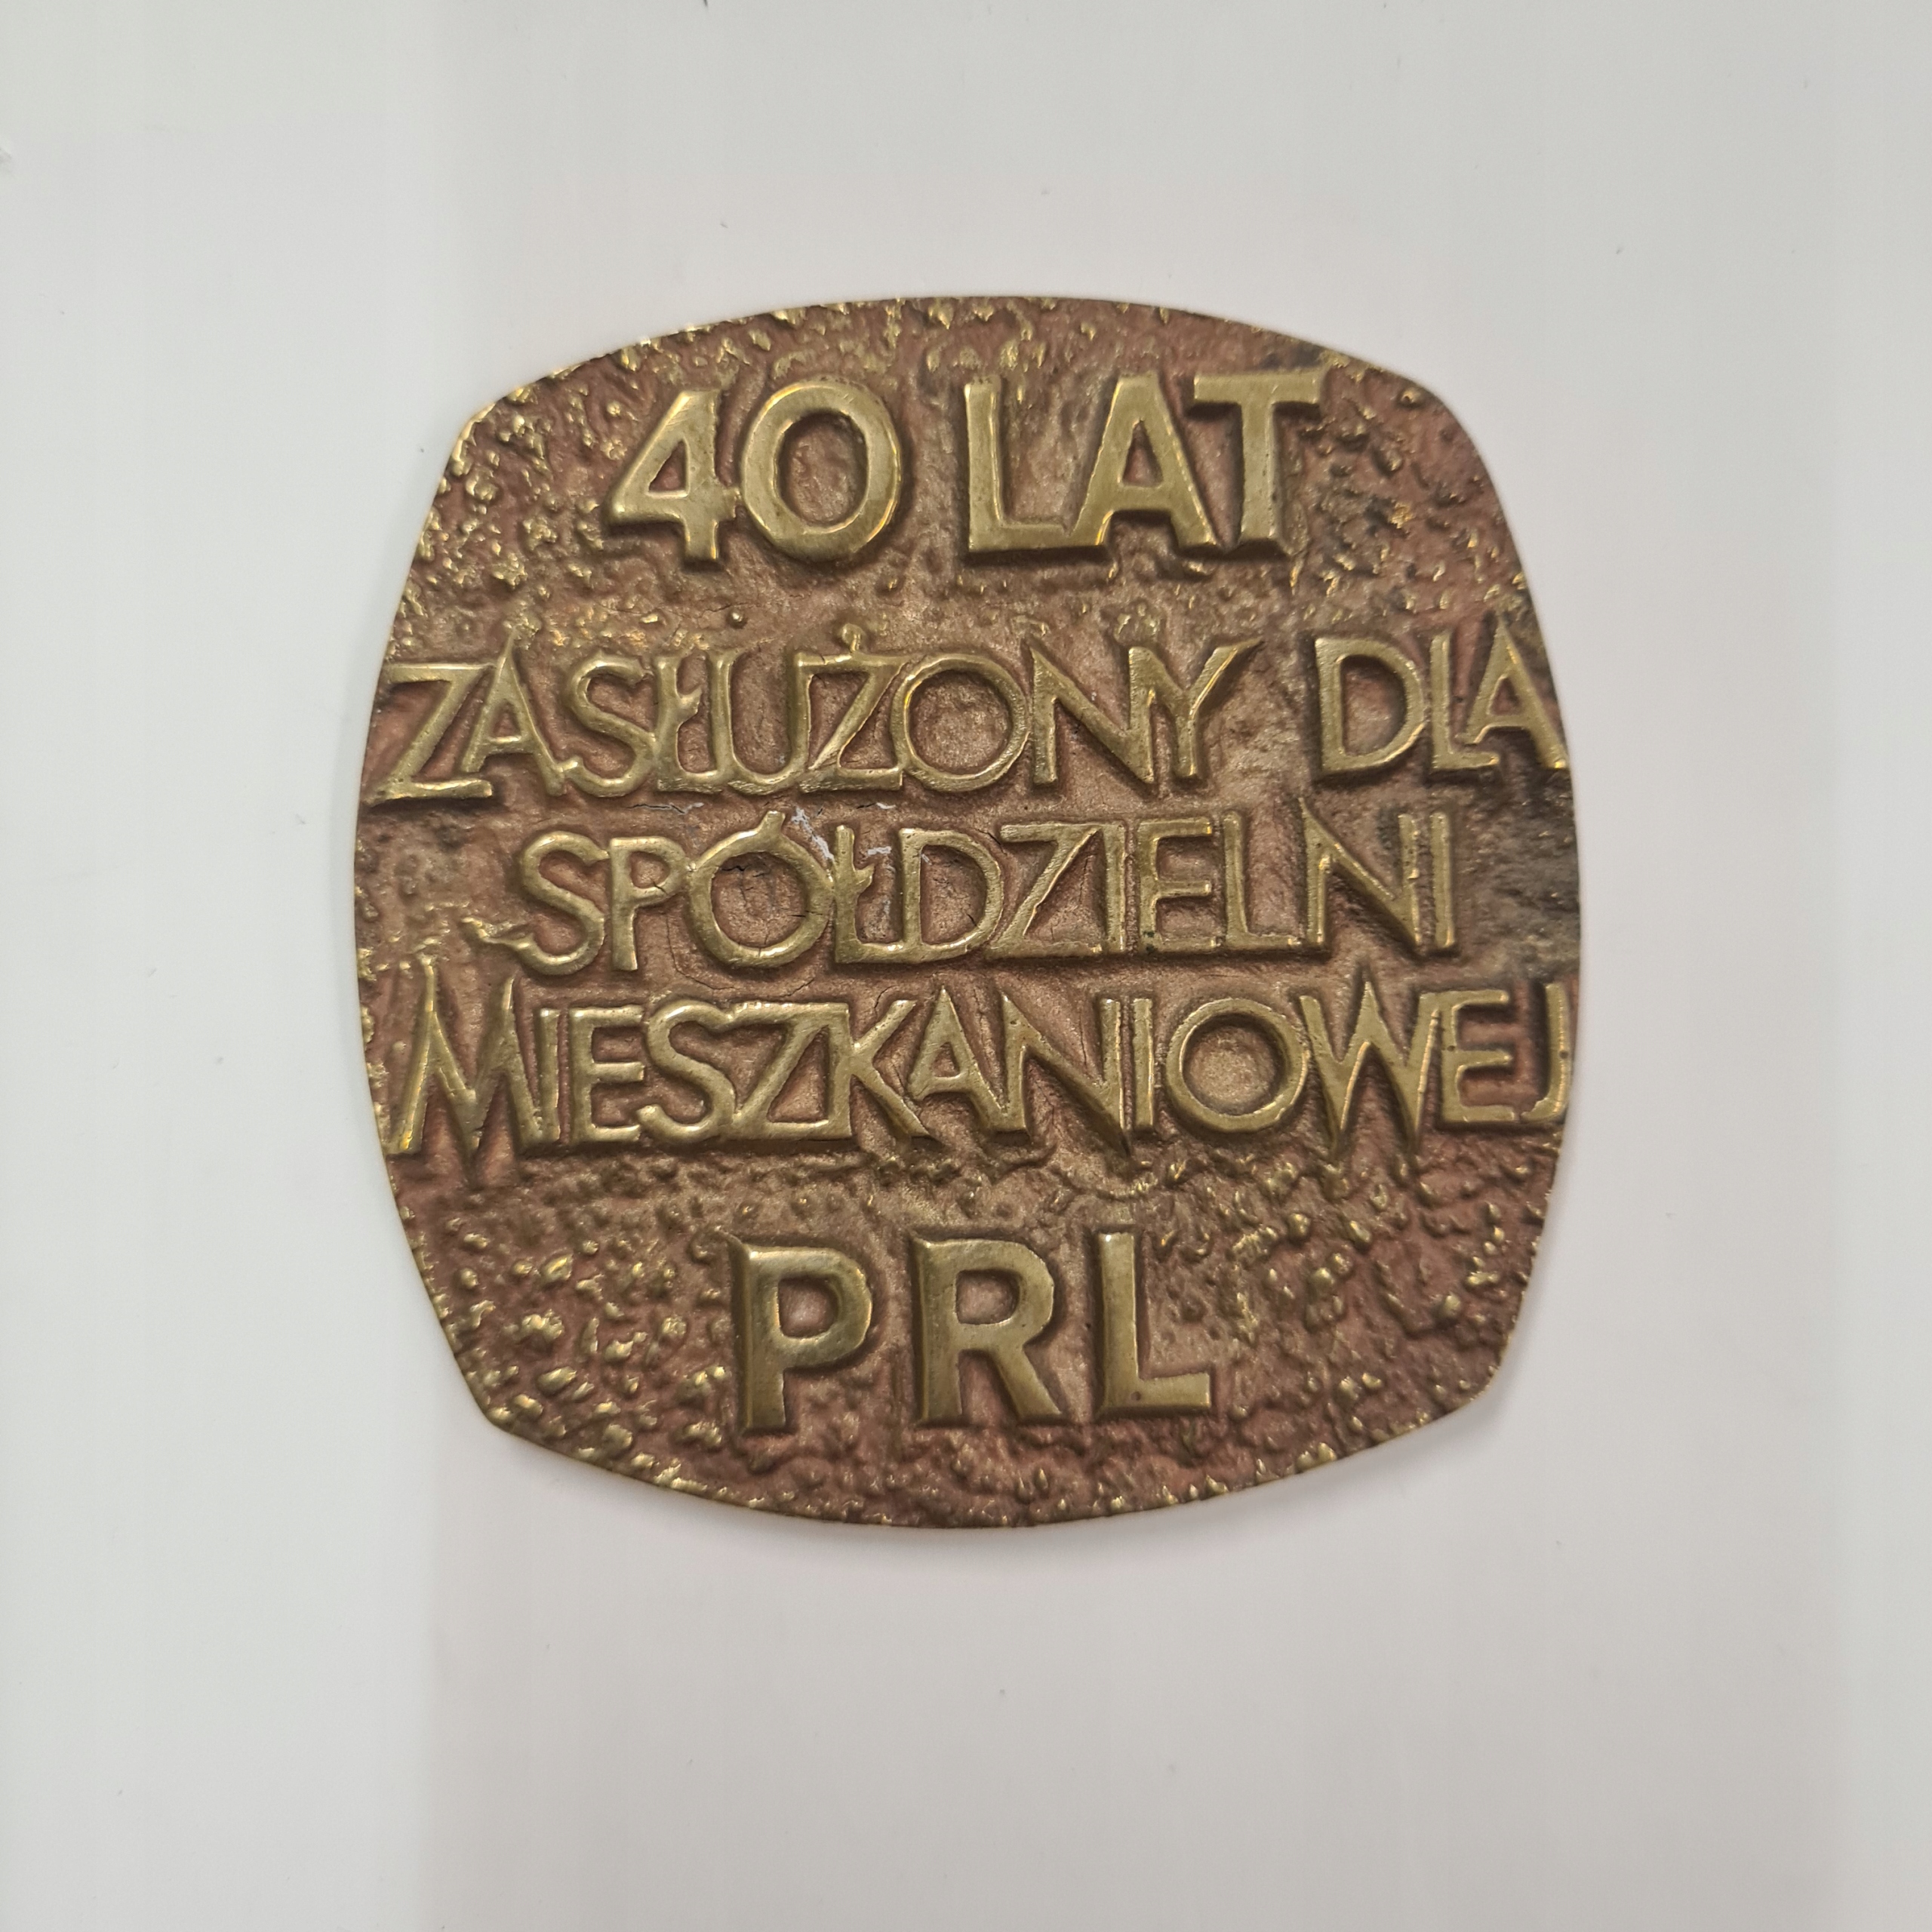 40 LAT
ZASŁUŻONY DLA
SPÓŁDZIELNI
MIESZKANIOWEJ
PRL